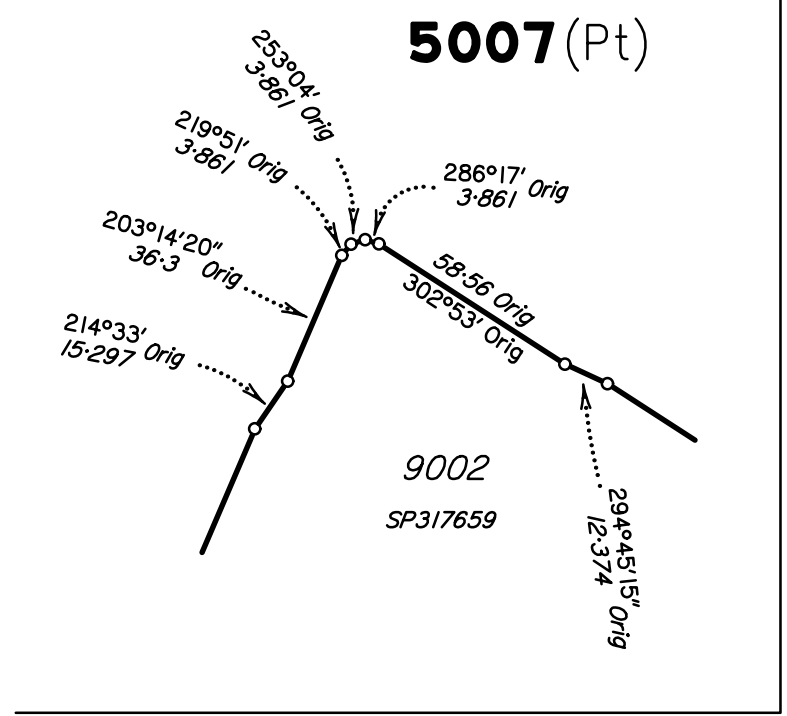 5007 (Pt)
253°04' Orig
3·861
219°51' Orig
3·861
286°17' Orig
3·861
203°14'20" Orig
36·3
58·56 Orig
302°53' Orig
214°33' Orig
15·297
9002
SP317659
294°45'15" Orig
12·374